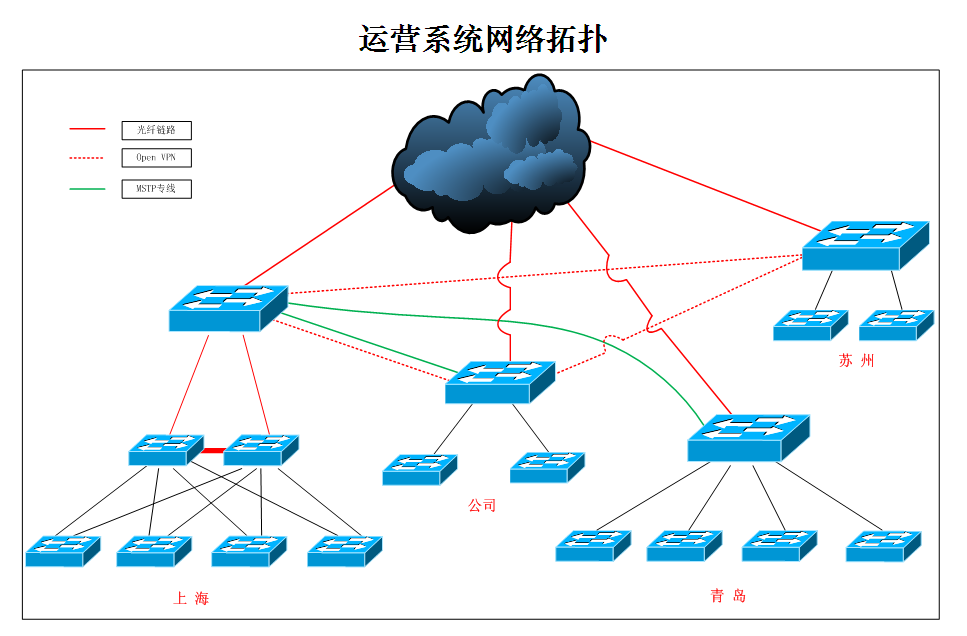 运营系统网络拓扑
光纤链路
Open VPN
MSTP专线
苏 州
公司
青 岛
上 海